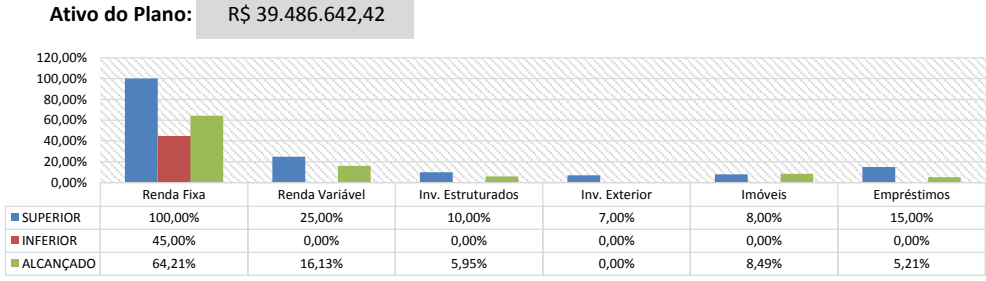 Ativo do Plano: R$ 39.486.642,42
120,00%
100,00%
80,00%
60,00%
40,00%
20,00%
0,00%
Renda Fixa Renda Variável Inv. Estruturados Inv. Exterior Imóveis Empréstimos
SUPERIOR 100,00% 25,00% 10,00% 7,00% 8,00% 15,00%
INFERIOR 45,00% 0,00% 0,00% 0,00% 0,00% 0,00%
ALCANÇADO 64,21% 16,13% 5,95% 0,00% 8,49% 5,21%